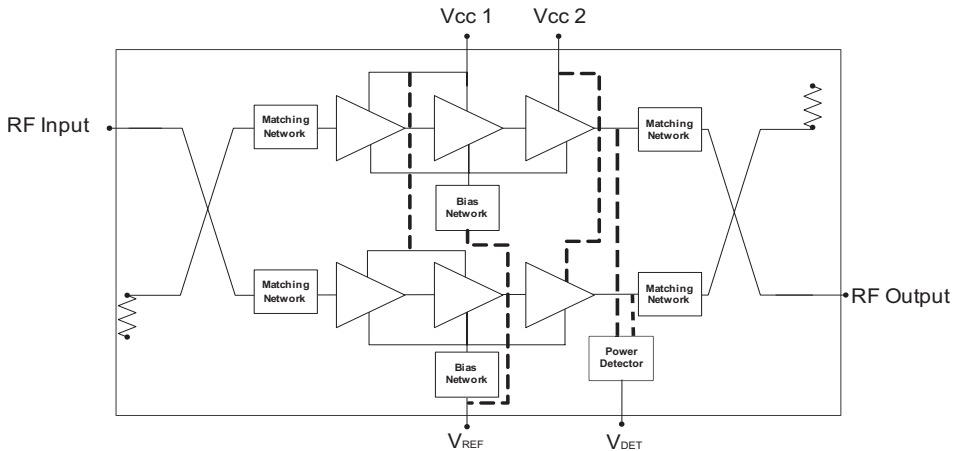 Vcc 1
Vcc 2
RF Input
Matching
Network
Matching
Network
Bias
Network
Matching
Network
Matching
Network
RF Output
Bias
Network
Power
Detector
VREF
VDET